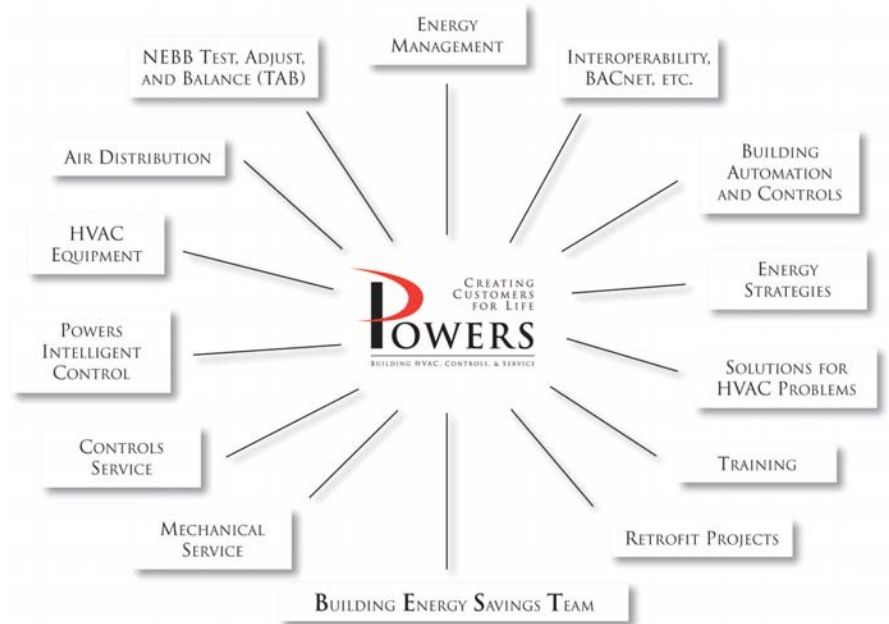 Energy
Management
NEBB Test, Adjust,
and Balance (TAB)
Interoperability,
BACnet, etc.
Air Distribution
Building
Automation
and Controls
HVAC
Equipment
Energy
Strategies
Creating
Customers
for Life
Powers
Building HVAC, Controls, & Service
Powers
Intelligent
Control
Solutions for
HVAC Problems
Controls
Service
Training
Mechanical
Service
Retrofit Projects
Building Energy Savings Team